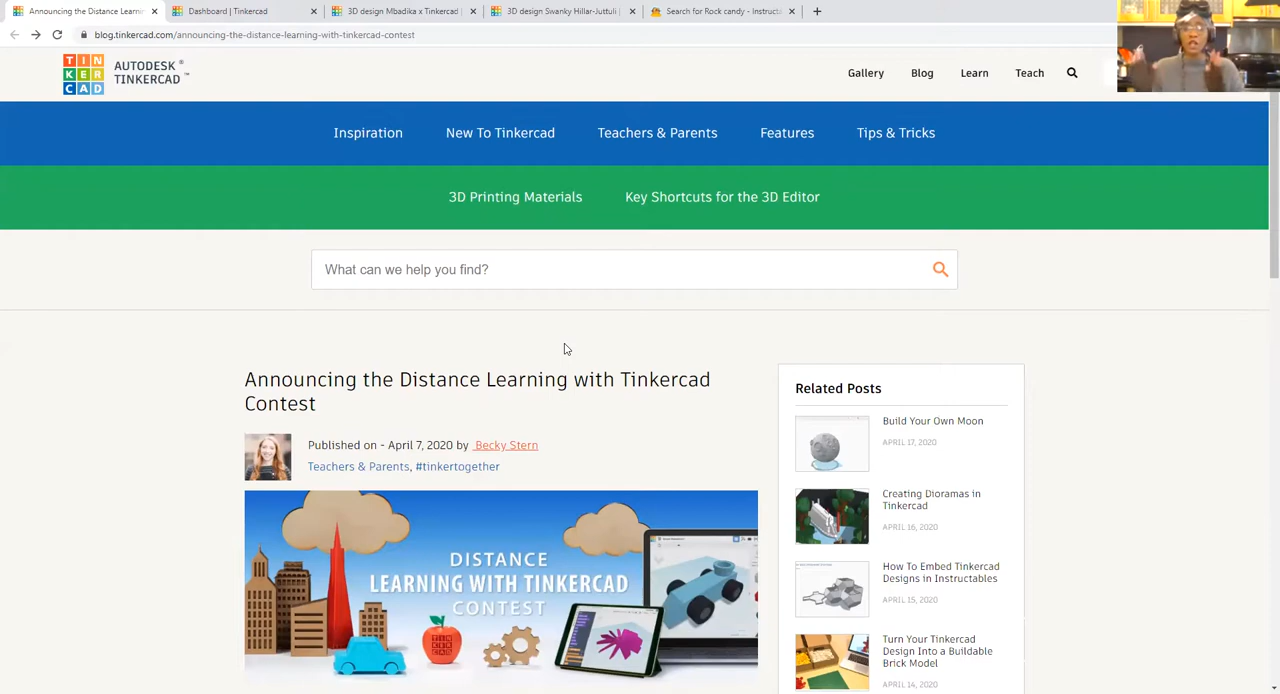 Announcing the Distance Learni
Dashboard | Tinkercad
3D design Mbadika x Tinkercad |
3D design Swanky Hillar-Juttuli |
Search for Rock candy - Instructa
blog.tinkercad.com/announcing-the-distance-learning-with-tinkercad-contest
TIN
KER
CAD
AUTODESK®
TINKERCAD™
Gallery
Blog
Learn
Teach
Inspiration
New To Tinkercad
Teachers & Parents
Features
Tips & Tricks
3D Printing Materials
Key Shortcuts for the 3D Editor
What can we help you find?
Announcing the Distance Learning with Tinkercad
Contest
Published on - April 7, 2020 by Becky Stern
Teachers & Parents, #tinkertogether
DISTANCE
LEARNING WITH TINKERCAD
CONTEST
TIN
KER
CAD
Related Posts
Build Your Own Moon
APRIL 17, 2020
Creating Dioramas in
Tinkercad
APRIL 16, 2020
How To Embed Tinkercad
Designs in Instructables
APRIL 15, 2020
Turn Your Tinkercad
Design Into a Buildable
Brick Model
APRIL 14, 2020